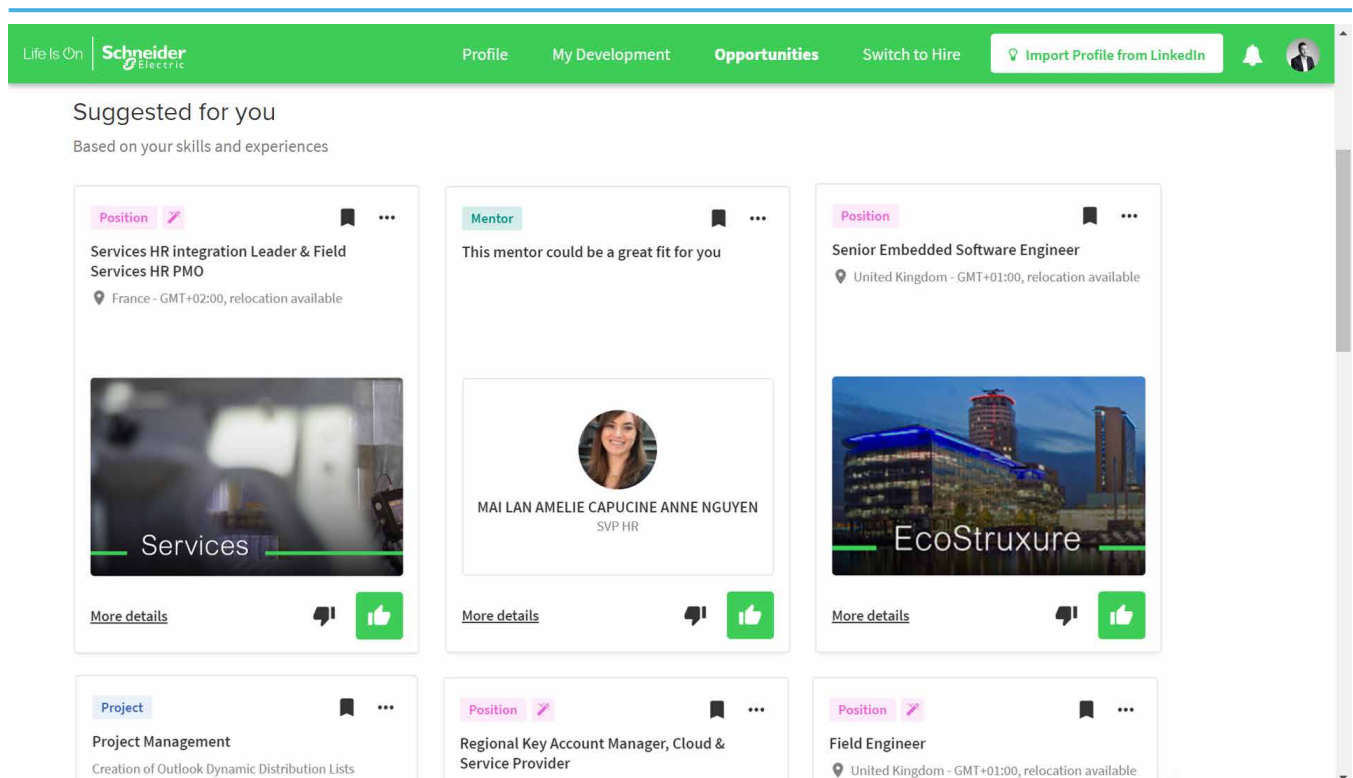 Life Is On
Schneider
Electric
Profile
My Development
Opportunities
Switch to Hire
Import Profile from LinkedIn
Suggested for you
Based on your skills and experiences
Position
Services HR integration Leader & Field
Services HR PMO
France - GMT+02:00, relocation available
Services
More details
Mentor
This mentor could be a great fit for you
MAI LAN AMELIE CAPUCINE ANNE NGUYEN
SVP HR
More details
Position
Senior Embedded Software Engineer
United Kingdom - GMT+01:00, relocation available
EcoStruxure
More details
Project
Project Management
Creation of Outlook Dynamic Distribution Lists
Position
Regional Key Account Manager, Cloud &
Service Provider
Position
Field Engineer
United Kingdom - GMT+01:00, relocation available